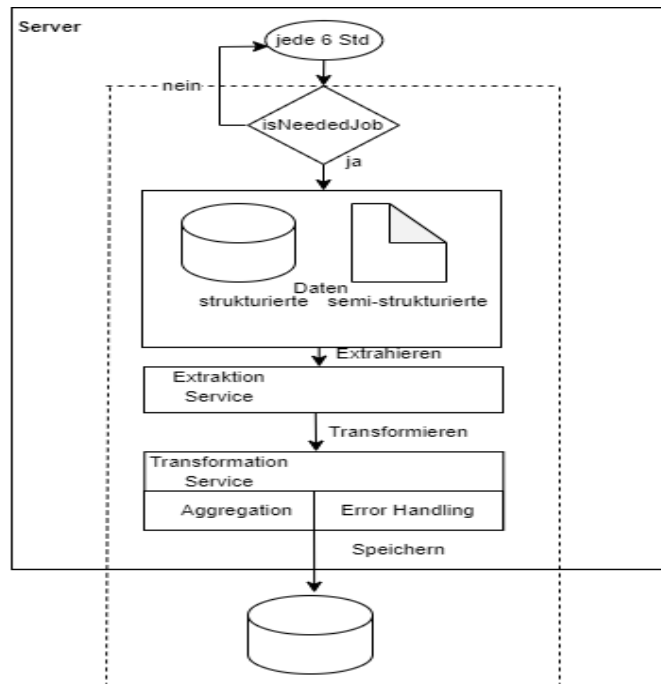 Server
jede 6 Std
nein
isNeededJob
ja
Daten
strukturierte semi-strukturierte
Extrahieren
Extraktion
Service
Transformieren
Transformation
Service
Aggregation
Error Handling
Speichern